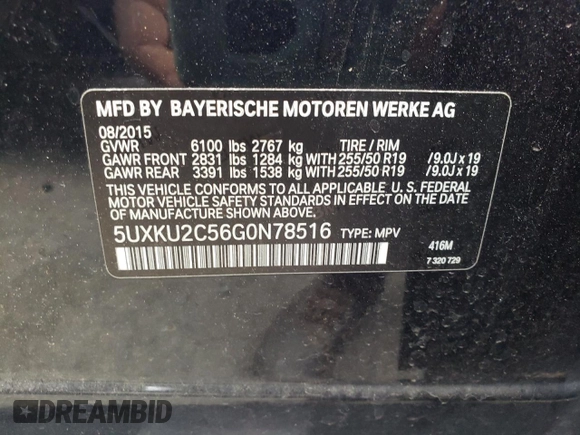 MFD BY BAYERISCHE MOTOREN WERKE AG
08/2015
GVWR 6100 lbs 2767 kg TIRE / RIM
GAWR FRONT 2831 lbs 1284 kg WITH 255/50 R19 /9.0J x 19
GAWR REAR 3391 lbs 1538 kg WITH 255/50 R19 /9.0J x 19
THIS VEHICLE CONFORMS TO ALL APPLICABLE U. S. FEDERAL
MOTOR VEHICLE SAFETY STANDARDS IN EFFECT ON THE
DATE OF MANUFACTURE SHOWN ABOVE.
5UXKU2C56G0N78516 TYPE: MPV 416M
7 320 729
DREAMBID